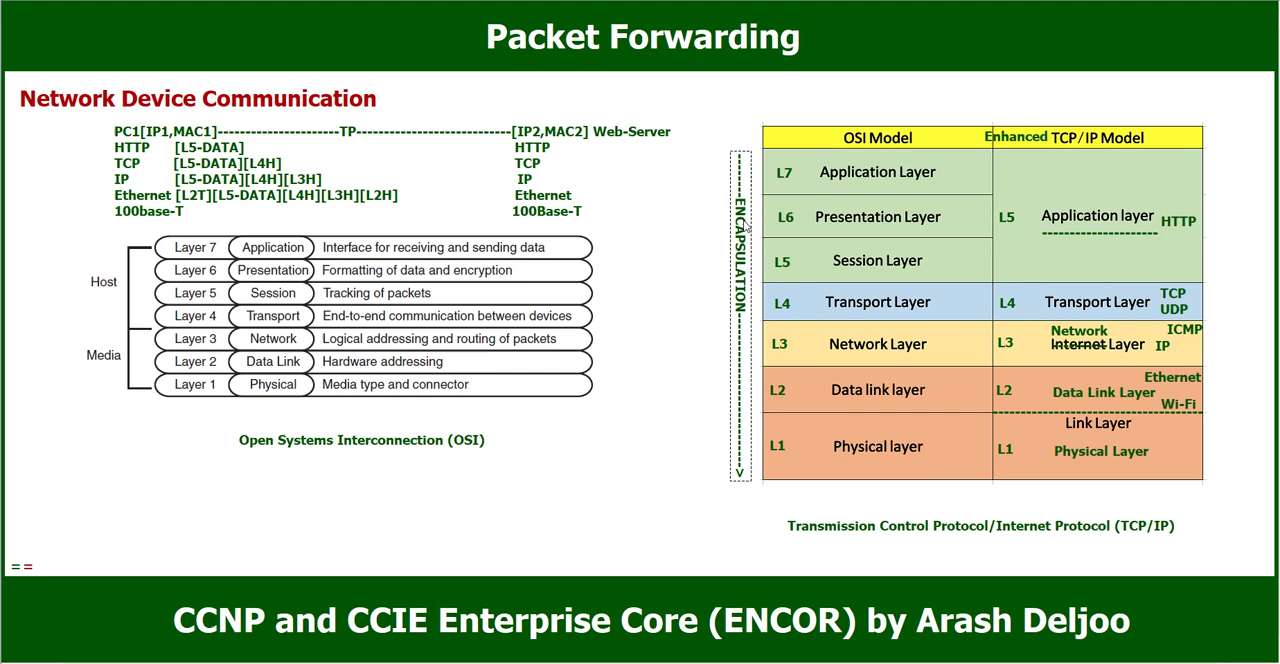 Packet Forwarding
Network Device Communication
PC1[IP1,MAC1]----------------------TP----------------------------[IP2,MAC2] Web-Server
HTTP [L5-DATA] HTTP
TCP [L5-DATA][L4H] TCP
IP [L5-DATA][L4H][L3H] IP
Ethernet [L2T][L5-DATA][L4H][L3H][L2H] Ethernet
100base-T 100Base-T
Host
Media
Layer 7 Application Interface for receiving and sending data
Layer 6 Presentation Formatting of data and encryption
Layer 5 Session Tracking of packets
Layer 4 Transport End-to-end communication between devices
Layer 3 Network Logical addressing and routing of packets
Layer 2 Data Link Hardware addressing
Layer 1 Physical Media type and connector
Open Systems Interconnection (OSI)
--------ENCAPSULATION-------------------->
OSI Model Enhanced TCP/IP Model
L7 Application Layer
L6 Presentation Layer L5 Application layer HTTP
---------------------
L5 Session Layer
L4 Transport Layer L4 Transport Layer TCP
UDP
Network ICMP
L3 Network Layer L3 Internet Layer IP
Ethernet
L2 Data link layer L2 Data Link Layer
Wi-Fi
Link Layer
L1 Physical layer L1 Physical Layer
Transmission Control Protocol/Internet Protocol (TCP/IP)
= =
CCNP and CCIE Enterprise Core (ENCOR) by Arash Deljoo